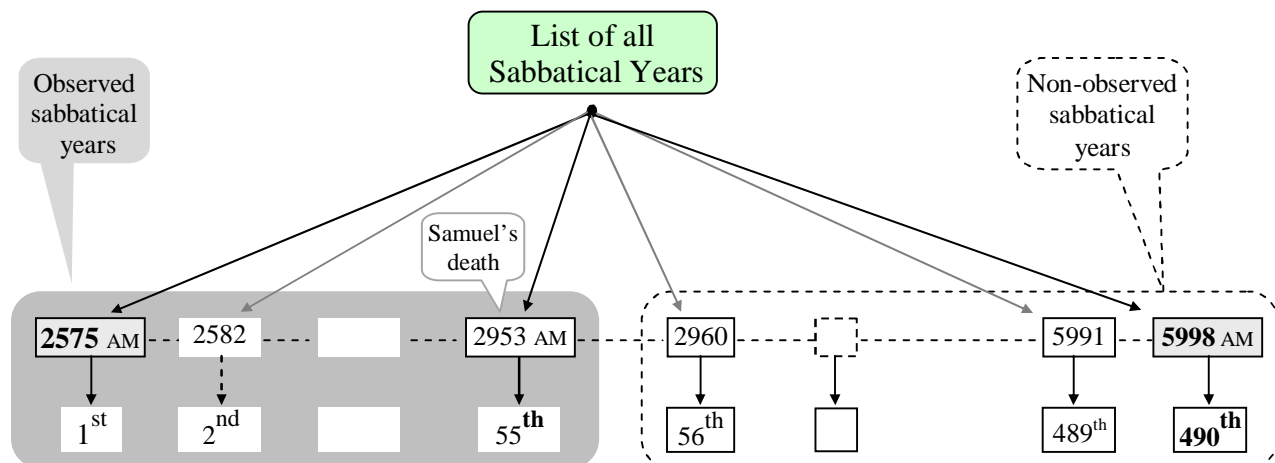 List of all
Sabbatical Years
Observed
sabbatical
years
Non-observed
sabbatical
years
Samuel's
death
2575 AM
2582
2953 AM
2960
5991
5998 AM
1st
2nd
55th
56th
489th
490th